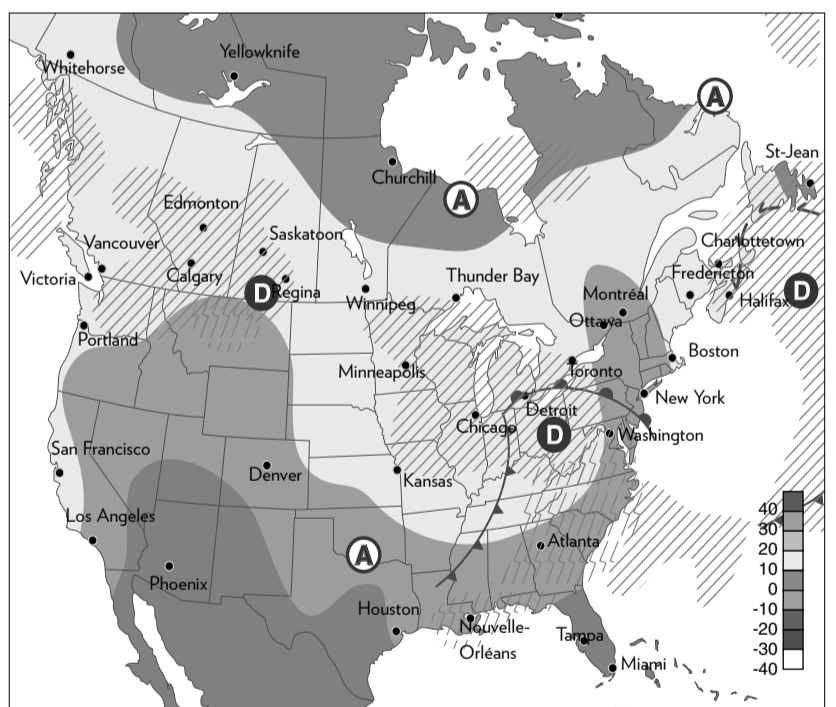 Yellowknife
Whitehorse
A
St-Jean
Churchill
A
Edmonton
Saskatoon
Vancouver
Charlottetown
Calgary
Fredericton
Victoria
D
Regina
Thunder Bay
D
Winnipeg
Montréal
Halifax
Ottawa
Portland
Boston
Minneapolis
Toronto
New York
Detroit
Chicago
D
Washington
San Francisco
Denver
Kansas
Los Angeles
40
30
20
10
0
-10
-20
-30
-40
Atlanta
A
Phoenix
Houston
Nouvelle-
Orléans
Tampa
Miami